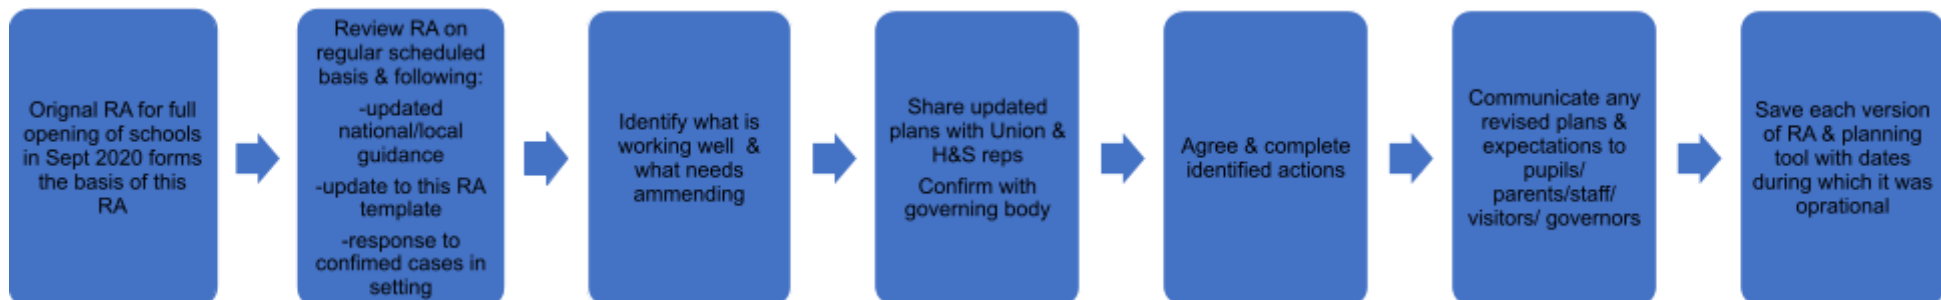 Orignal RA for full
opening of schools
in Sept 2020 forms
the basis of this
RA
Review RA on
regular scheduled
basis & following:
-updated
national/local
guidance
-update to this RA
template
-response to
confimed cases in
setting
Identify what is
working well &
what needs
ammending
Share updated
plans with Union &
H&S reps
Confirm with
governing body
Agree & complete
identified actions
Communicate any
revised plans &
expectations to
pupils/
parents/staff/
visitors/ governors
Save each version
of RA & planning
tool with dates
during which it was
oprational